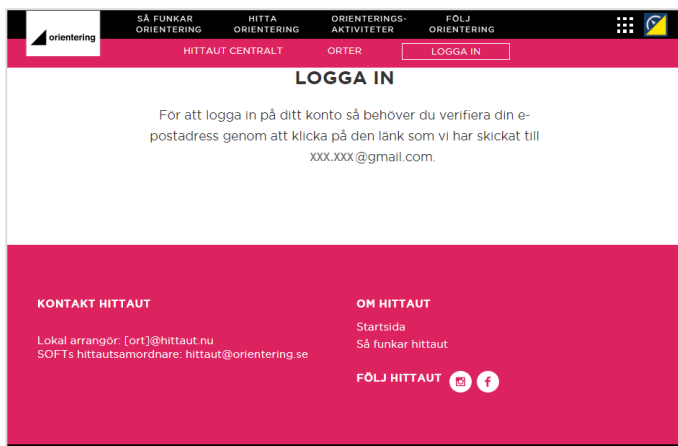 orientering
SÅ FUNKAR ORIENTERING
HITTA ORIENTERING
ORIENTERINGS-AKTIVITETER
FÖLJ ORIENTERING
HITTAUT CENTRALT
ORTER
LOGGA IN
LOGGA IN
För att logga in på ditt konto så behöver du verifiera din e-
postadress genom att klicka på den länk som vi har skickat till
xxx.xxx@gmail.com.
KONTAKT HITTAUT
Lokal arrangör: [ort]@hittaut.nu
SOFTs hittautsamordnare: hittaut@orientering.se
OM HITTAUT
Startsida
Så funkar hittaut
FÖLJ HITTAUT